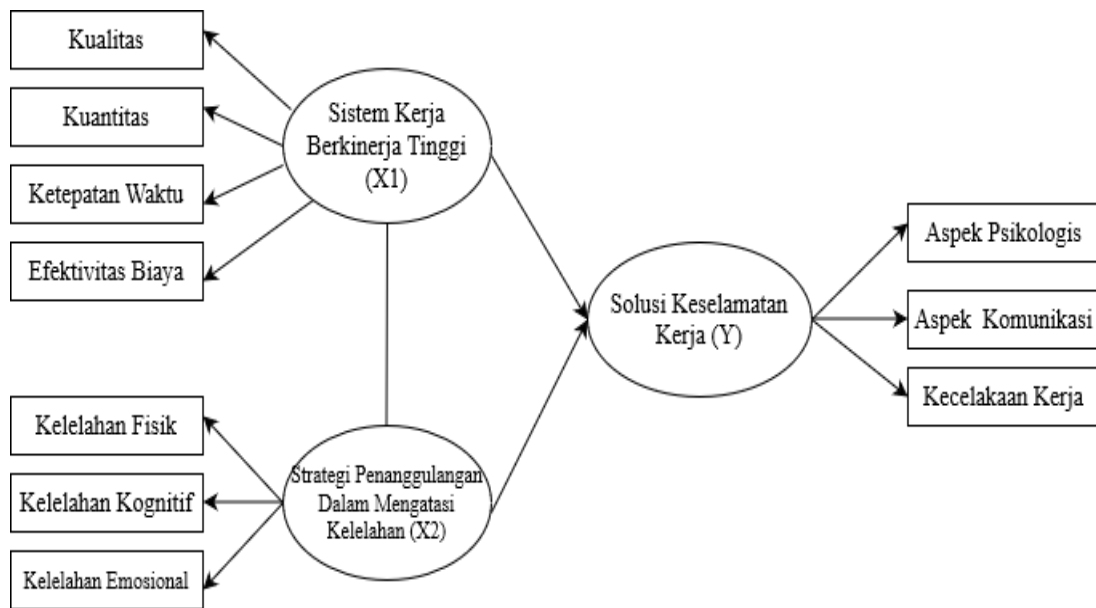 Kualitas
Kuantitas
Ketepatan Waktu
Efektivitas Biaya
Sistem Kerja
Berkinerja Tinggi
(X1)
Kelelahan Fisik
Kelelahan Kognitif
Kelelahan Emosional
Strategi Penanggulangan
Dalam Mengatasi
Kelelahan (X2)
Solusi Keselamatan
Kerja (Y)
Aspek Psikologis
Aspek Komunikasi
Kecelakaan Kerja